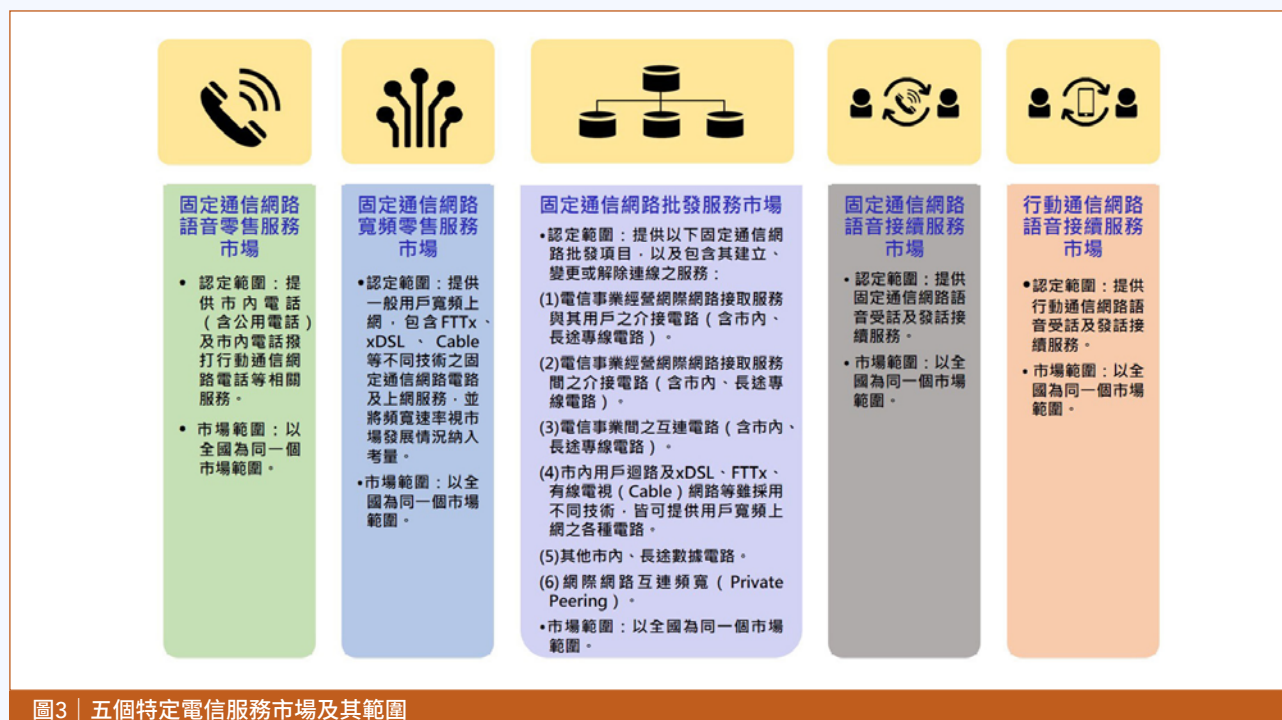 固定通信網路
語音零售服務
市場
• 認定範圍：提
供市內電話
（含公用電話）
及市內電話撥
打行動通信網
路電話等相關
服務。
• 市場範圍：以
全國為同一個
市場範圍。
固定通信網路
寬頻零售服務
市場
•認定範圍：提供
一般用戶寬頻上
網，包含FTTx、
xDSL、Cable
等不同技術之固
定通信網路電路
及上網服務，並
將頻寬速率視市
場發展情況納入
考量。
•市場範圍：以全
國為同一個市場
範圍。
固定通信網路批發服務市場
•認定範圍：提供以下固定通信網
路批發項目，以及包含其建立、
變更或解除連線之服務：
(1)電信事業經營網際網路接取服務
與其用戶之介接電路（含市內、
長途專線電路）。
(2)電信事業經營網際網路接取服務
間之介接電路（含市內、長途專
線電路）。
(3)電信事業間之互連電路（含市內、
長途專線電路）。
(4)市內用戶迴路及xDSL、FTTx、
有線電視（Cable）網路等雖採用
不同技術，皆可提供用戶寬頻上
網之各種電路。
(5)其他市內、長途數據電路。
(6)網際網路互連頻寬（Private
Peering）。
•市場範圍：以全國為同一個市場
範圍。
固定通信網路
語音接續服務
市場
• 認定範圍：提供
固定通信網路語
音受話及發話接
續服務。
• 市場範圍：以全
國為同一個市場
範圍。
行動通信網路
語音接續服務
市場
•認定範圍：提供
行動通信網路語
音受話及發話接
續服務。
• 市場範圍：以全
國為同一個市場
範圍。
圖3｜五個特定電信服務市場及其範圍